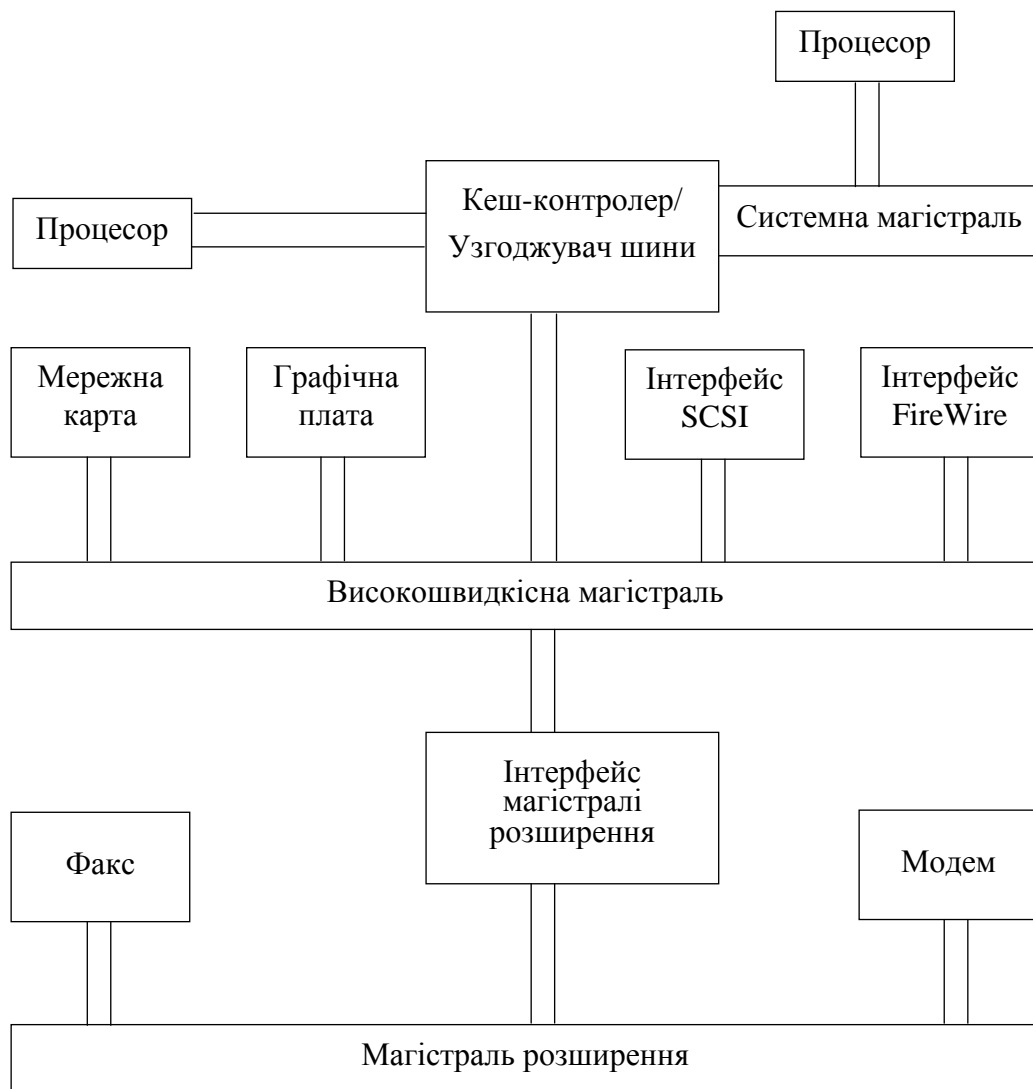 Процесор
Кеш-контролер/
Узгоджувач шини
Системна магістраль
Процесор
Мережна
карта
Графічна
плата
Інтерфейс
SCSI
Інтерфейс
FireWire
Високошвидкісна магістраль
Інтерфейс
магістралі
розширення
Факс
Модем
Магістраль розширення